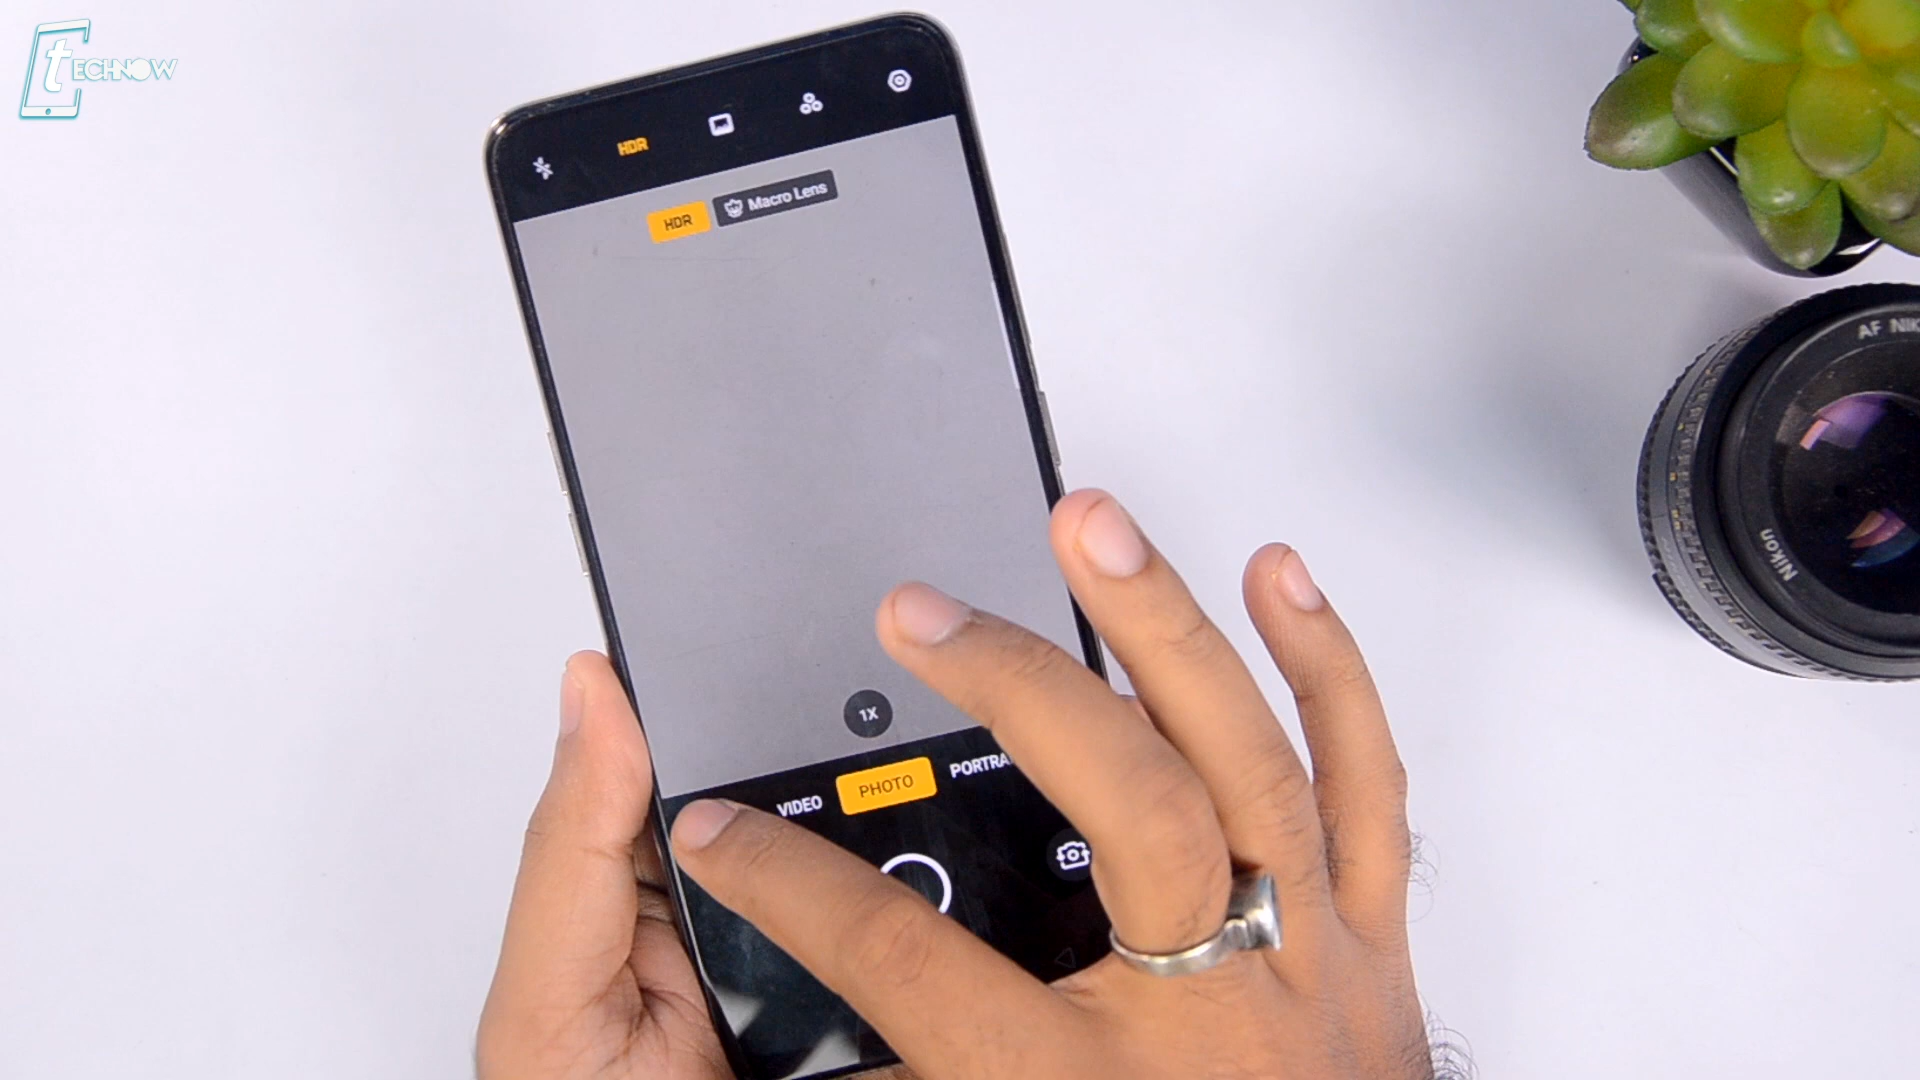 tECHNOW
HDR
HDR Macro Lens
1X
VIDEO PHOTO PORTRA
AF NIK
Nikon